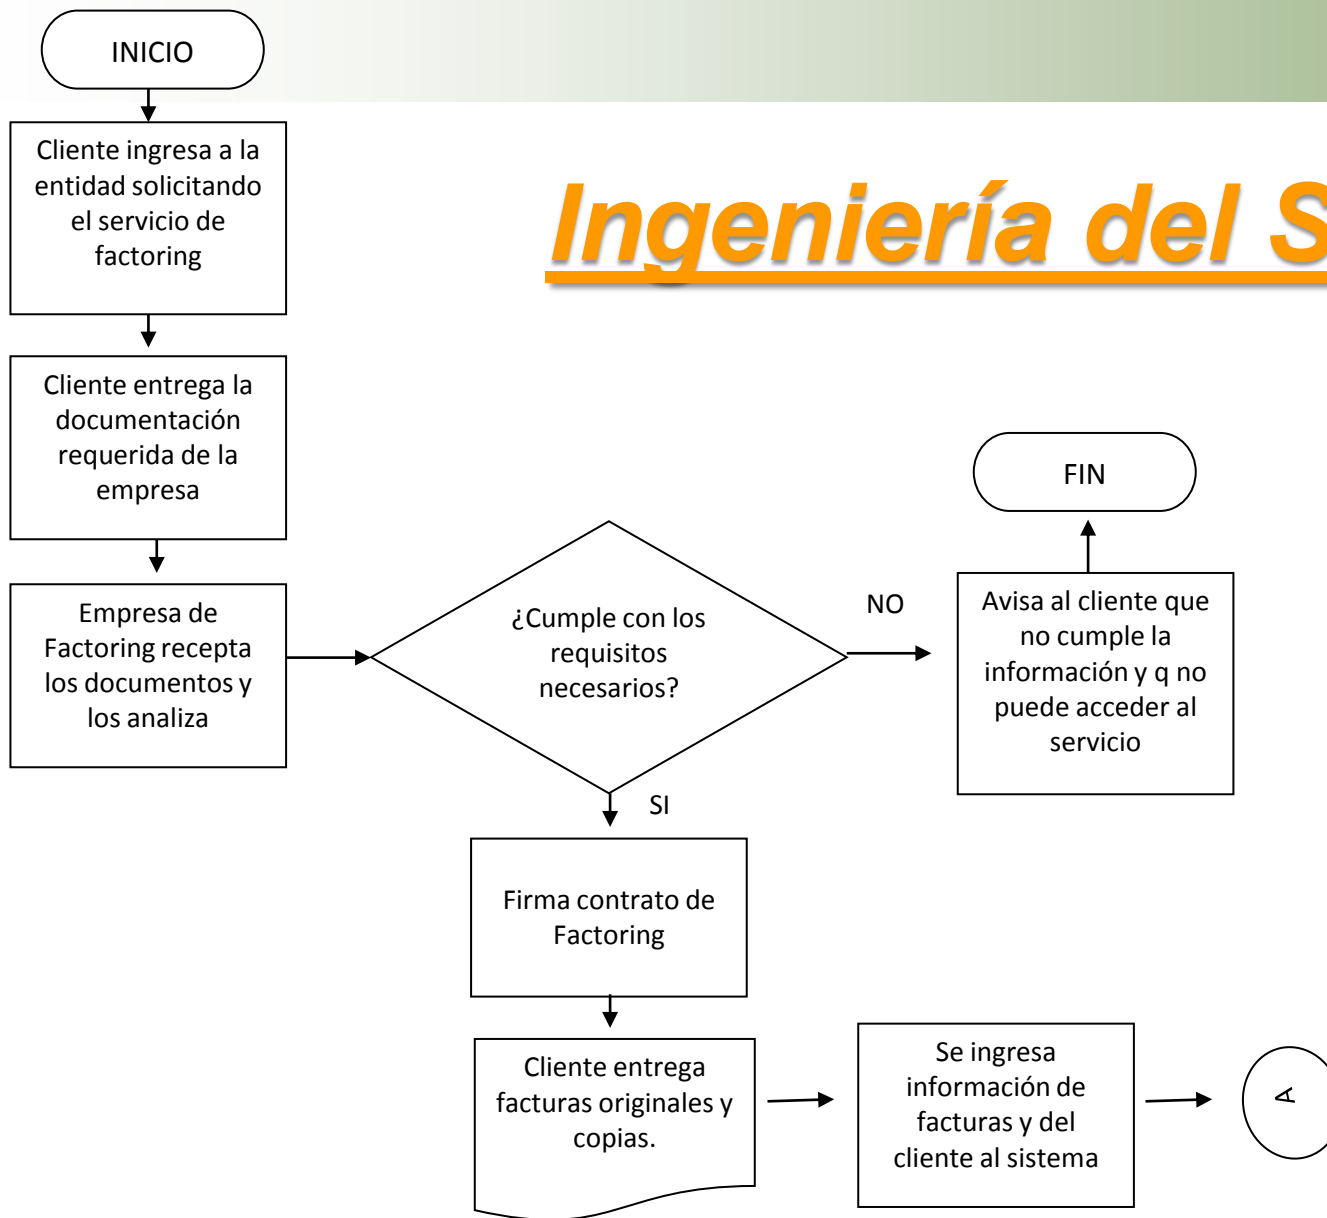 INICIO
Cliente ingresa a la
entidad solicitando
el servicio de
factoring
Ingeniería del S
Cliente entrega la
documentación
requerida de la
empresa
FIN
Empresa de
Factoring recepta
los documentos y
los analiza
¿Cumple con los
requisitos
necesarios?
NO
Avisa al cliente que
no cumple la
información y q no
puede acceder al
servicio
SI
Firma contrato de
Factoring
Cliente entrega
facturas originales y
copias.
Se ingresa
información de
facturas y del
cliente al sistema
A